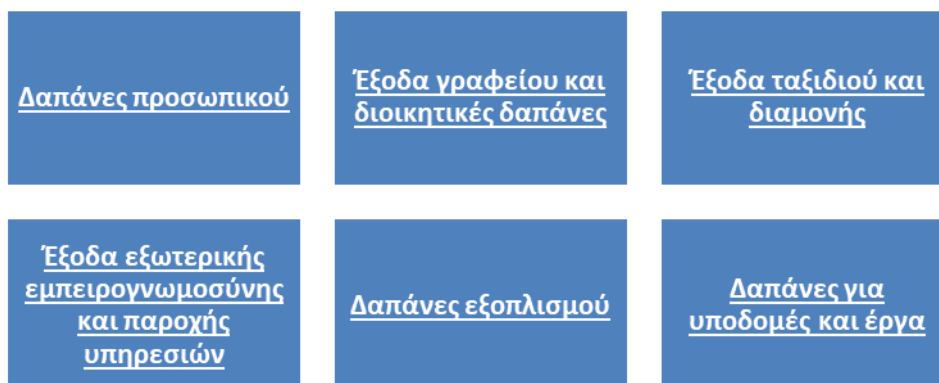 Δαπάνες προσωπικού
Έξοδα γραφείου και
διοικητικές δαπάνες
Έξοδα ταξιδιού και
διαμονής
Έξοδα εξωτερικής
εμπειρογνωμοσύνης
και παροχής
υπηρεσιών
Δαπάνες εξοπλισμού
Δαπάνες για
υποδομές και έργα